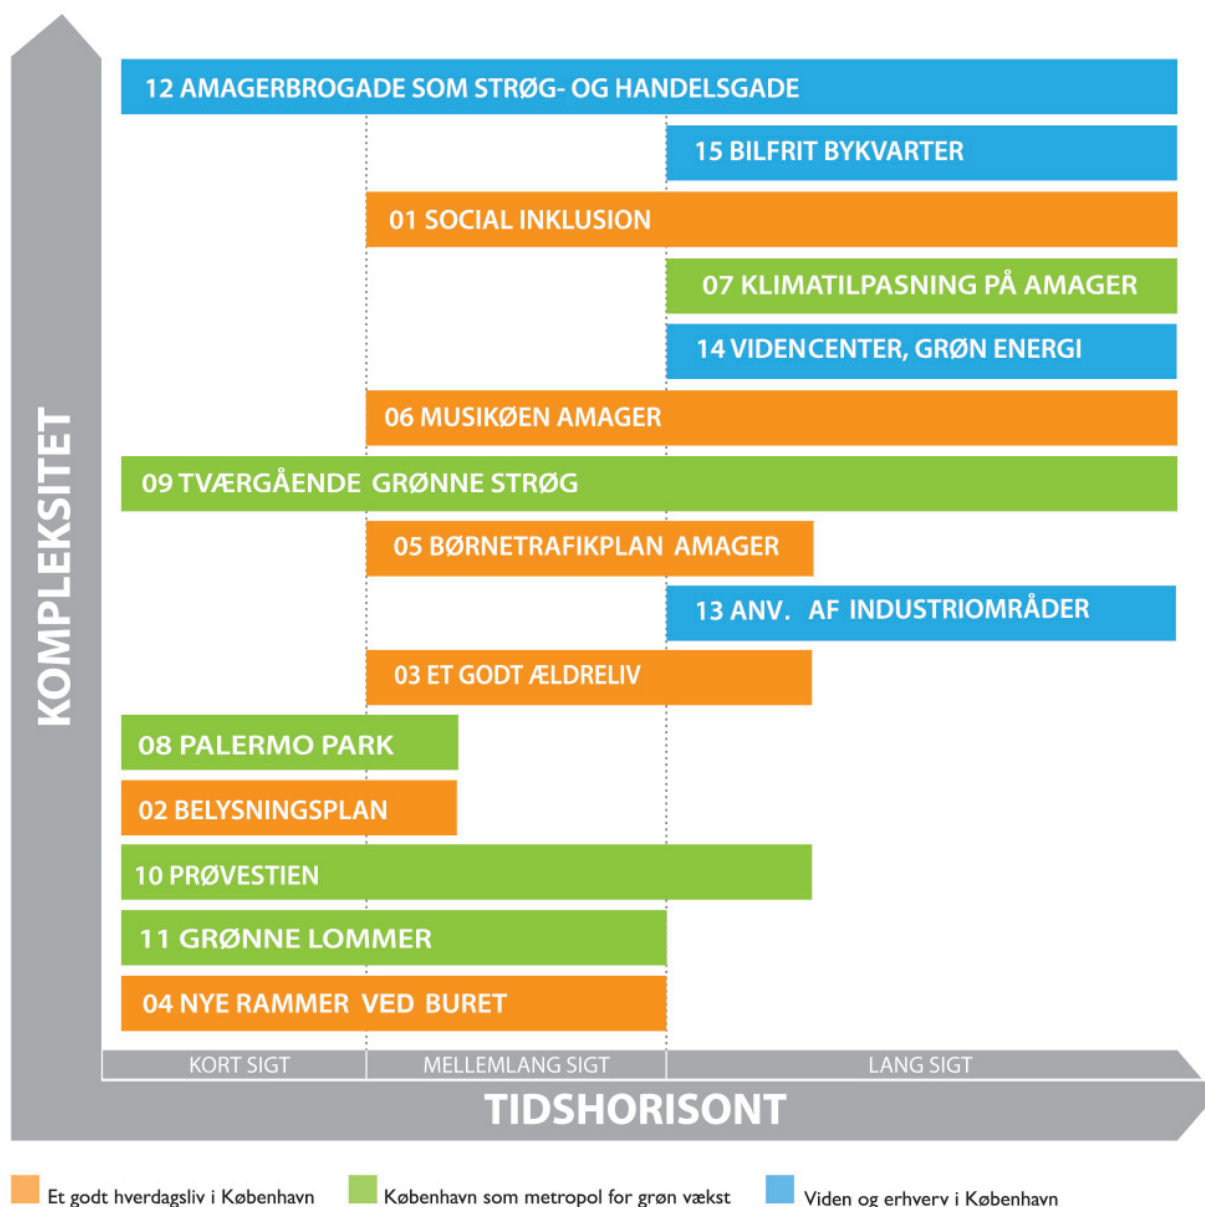 12 AMAGERBROGADE SOM STRØG- OG HANDELSGADE
15 BILFRIT BYKVARTER
01 SOCIAL INKLUSION
07 KLIMATILPASNING PÅ AMAGER
14 VIDENCENTER, GRØN ENERGI
06 MUSIKØEN AMAGER
09 TVÆRGÅENDE GRØNNE STRØG
05 BØRNETRAFIKPLAN AMAGER
13 ANV. AF INDUSTRIOMRÅDER
03 ET GODT ÆLDRELIV
08 PALERMO PARK
02 BELYSNINGSPLAN
10 PRØVESTIEN
11 GRØNNE LOMMER
04 NYE RAMMER VED BURET
KOMPLEKSITET
KORT SIGT
MELLEMLANG SIGT
LANG SIGT
TIDSHORISONT
Et godt hverdagsliv i København
København som metropol for grøn vækst
Viden og erhverv i København